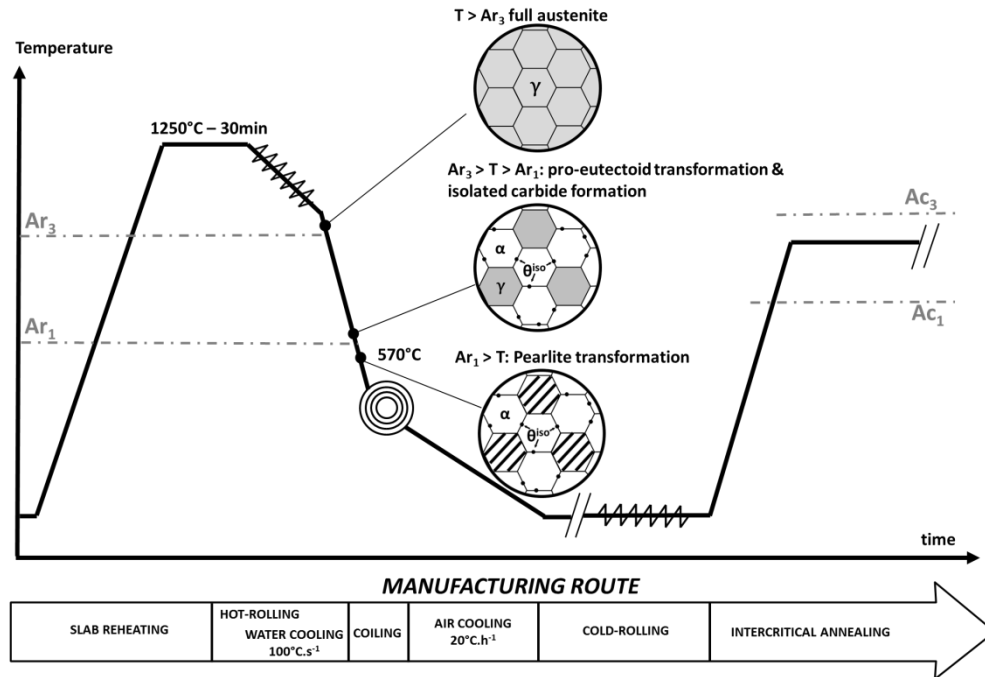 T > Ar₃ full austenite
Temperature
γ
1250°C – 30min
Ar₃ > T > Ar₁: pro-eutectoid transformation &
isolated carbide formation
Ac₃
Ar₃
α
θⁱˢᵒ
γ
Ac₁
Ar₁
570°C
Ar₁ > T: Pearlite transformation
α
θⁱˢᵒ
time
MANUFACTURING ROUTE
SLAB REHEATING
HOT-ROLLING
WATER COOLING
100°C.s⁻¹
COILING
AIR COOLING
20°C.h⁻¹
COLD-ROLLING
INTERCRITICAL ANNEALING